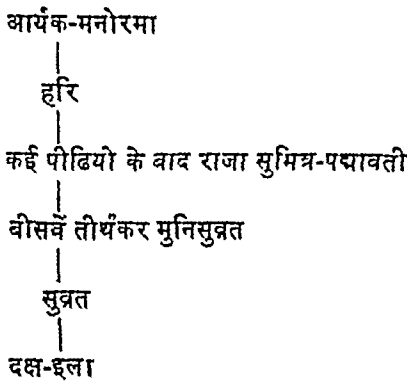 आर्यक-मनोरमा
हरि
कई पीढियो के वाद राजा सुमित्र-पद्मावती
वीसवें तीर्थंकर मुनिसुव्रत
सुव्रत
दक्ष-इला